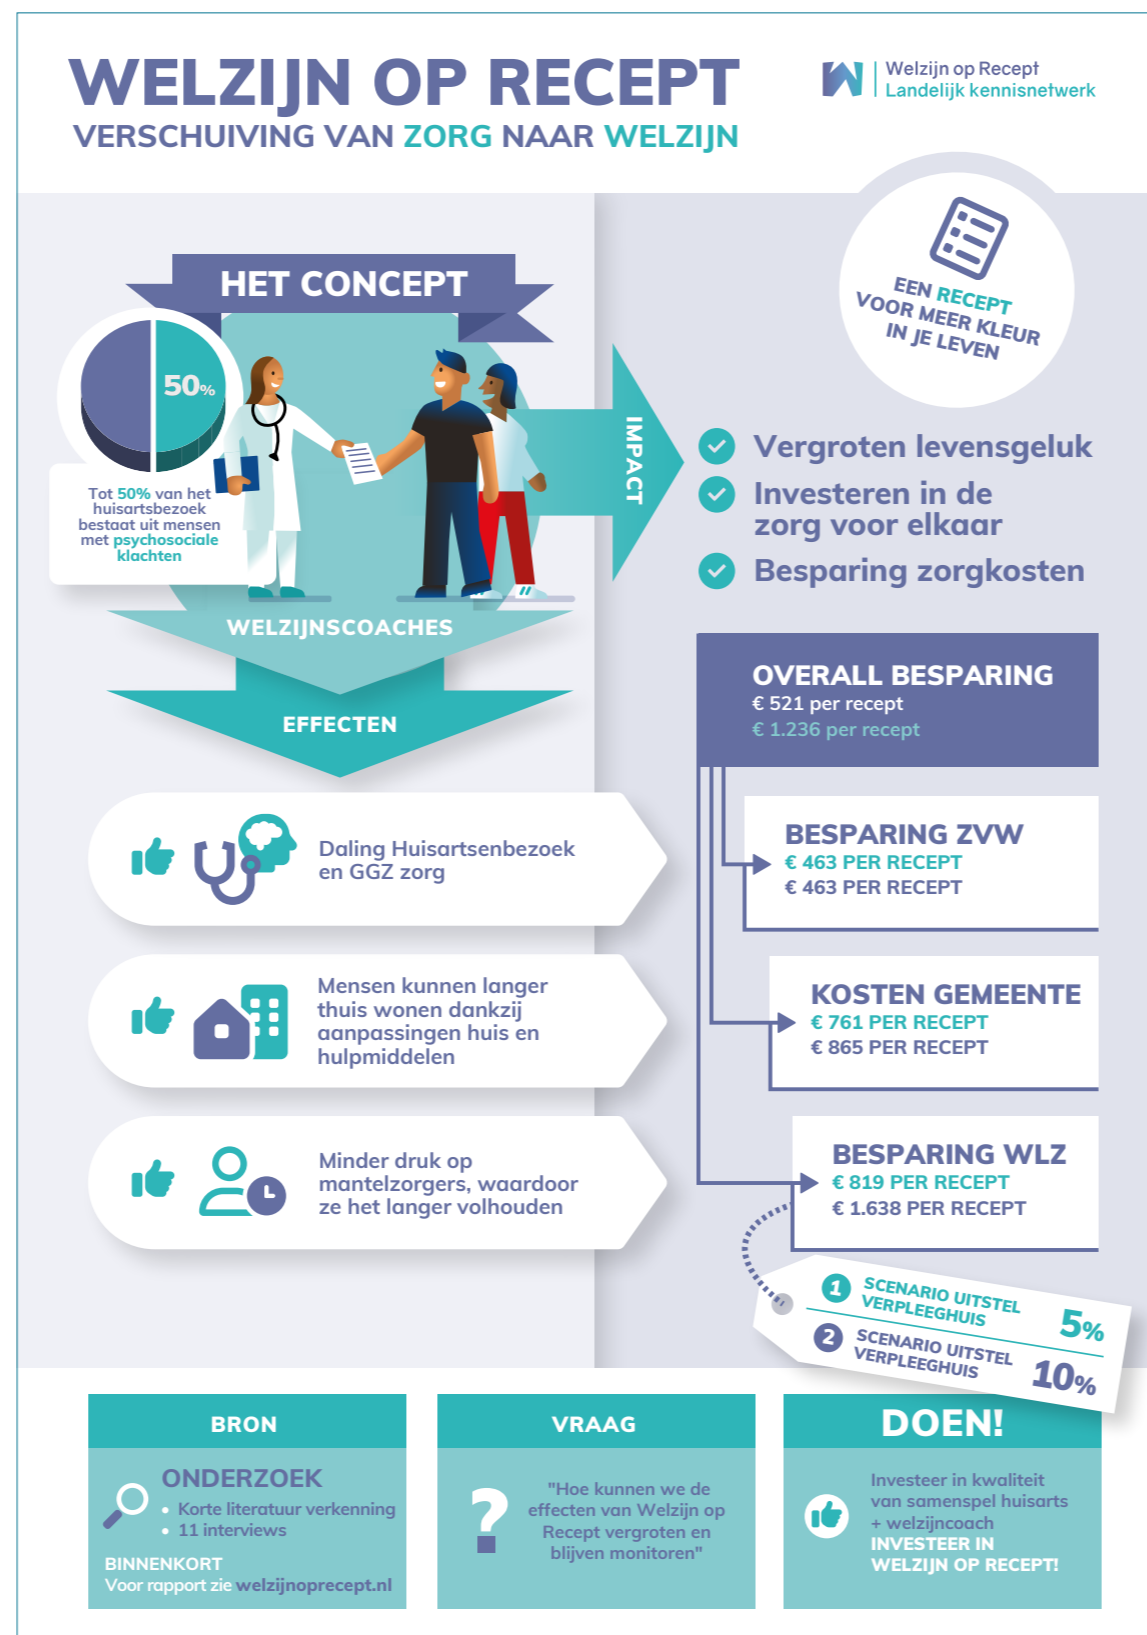 WELZIJN OP RECEPT
VERSCHUIVING VAN ZORG NAAR WELZIJN
Welzijn op Recept
Landelijk kennisnetwerk
EEN RECEPT
VOOR MEER KLEUR
IN JE LEVEN
HET CONCEPT
50%
Tot 50% van het
huisartsbezoek
bestaat uit mensen
met psychosociale
klachten
IMPACT
Vergroten levensgeluk
Investeren in de
zorg voor elkaar
Besparing zorgkosten
WELZIJNSCOACHES
EFFECTEN
Daling Huisartsenbezoek
en GGZ zorg
Mensen kunnen langer
thuis wonen dankzij
aanpassingen huis en
hulpmiddelen
Minder druk op
mantelzorgers, waardoor
ze het langer volhouden
OVERALL BESPARING
€ 521 per recept
€ 1.236 per recept
BESPARING ZVW
€ 463 PER RECEPT
€ 463 PER RECEPT
KOSTEN GEMEENTE
€ 761 PER RECEPT
€ 865 PER RECEPT
BESPARING WLZ
€ 819 PER RECEPT
€ 1.638 PER RECEPT
1 SCENARIO UITSTEL
VERPLEEGHUIS 5%
2 SCENARIO UITSTEL
VERPLEEGHUIS 10%
BRON
ONDERZOEK
• Korte literatuur verkenning
• 11 interviews
BINNENKORT
Voor rapport zie welzijnoprecept.nl
VRAAG
?
"Hoe kunnen we de
effecten van Welzijn op
Recept vergroten en
blijven monitoren"
DOEN!
Investeer in kwaliteit
van samenspel huisarts
+ welzijncoach
INVESTEER IN
WELZIJN OP RECEPT!